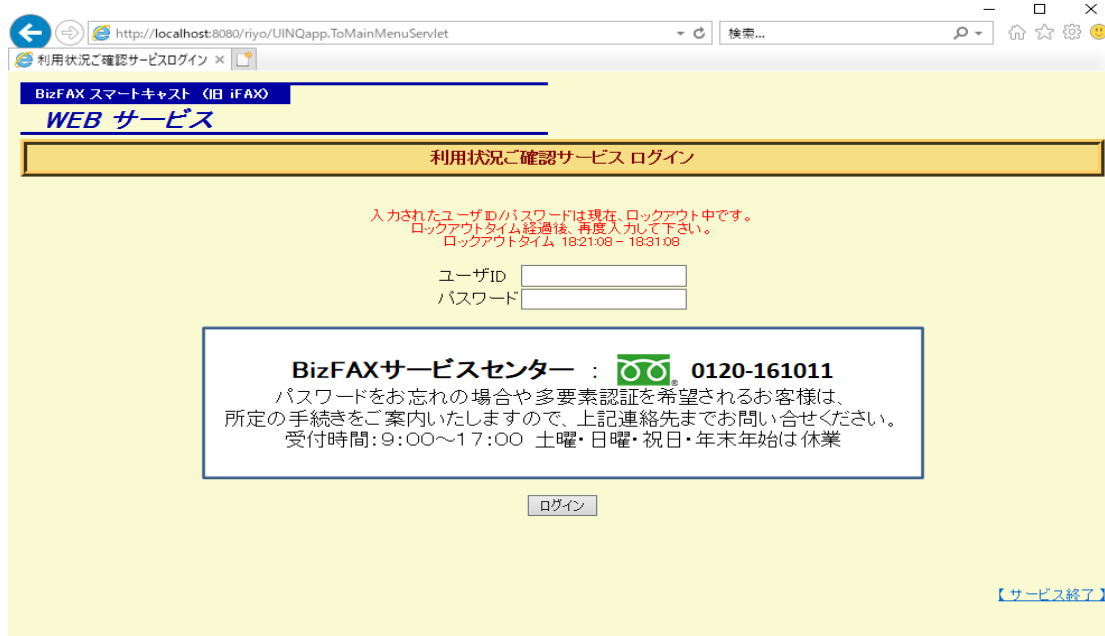 http://localhost:8080/riyo/UINQapp.ToMainMenuServlet
検索...
利用状況ご確認サービスログイン
BizFAX スマートキャスト （旧 iFAX）
WEB サービス
利用状況ご確認サービス ログイン
入力されたユーザID/パスワードは現在、ロックアウト中です。
ロックアウトタイム経過後、再度入力して下さい。
ロックアウトタイム 18:21:08 - 18:31:08
ユーザID
パスワード
BizFAXサービスセンター : 0120-161011
パスワードをお忘れの場合や多要素認証を希望されるお客様は、
所定の手続きをご案内いたしますので、上記連絡先までお問い合せください。
受付時間：９：００～１７：００ 土曜・日曜・祝日・年末年始は休業
ログイン
【サービス終了】